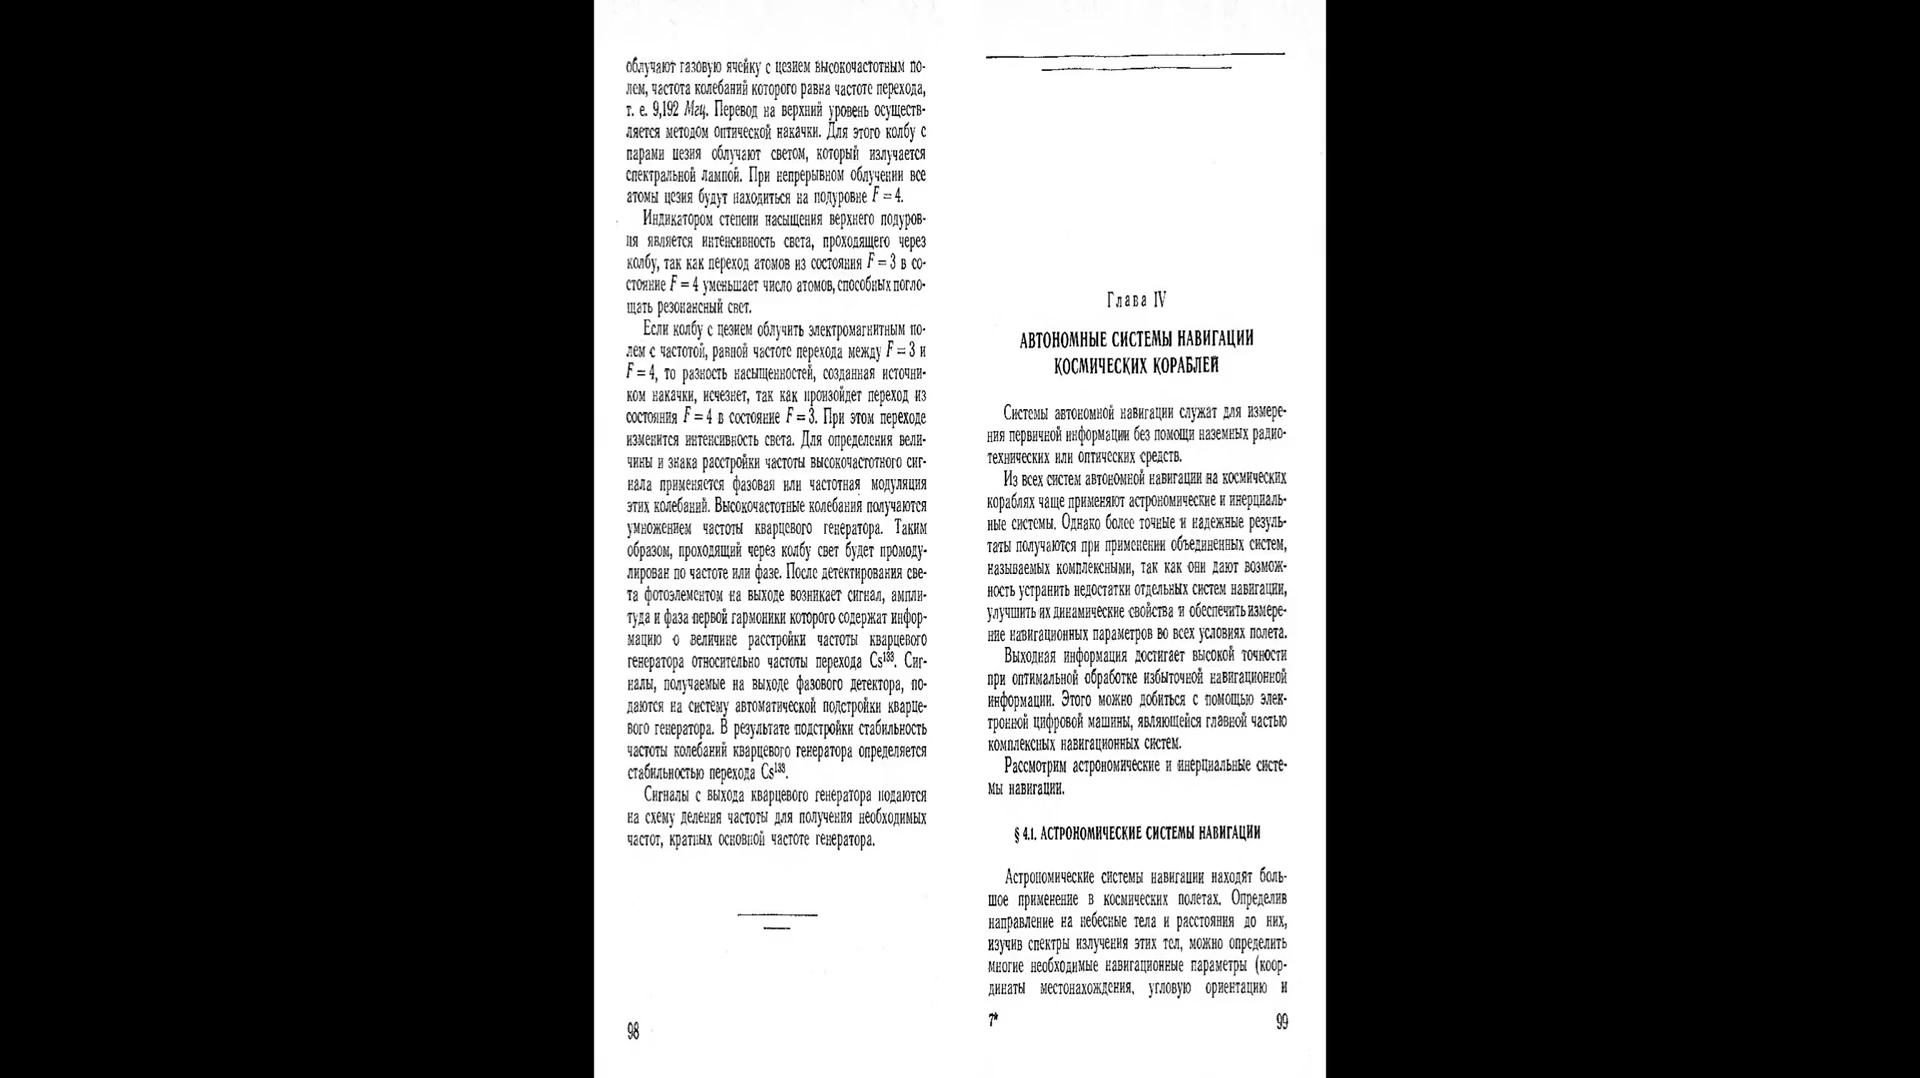 облучают газовую ячейку с цезием высокочастотным по-
лем, частота колебаний которого равна частоте перехода,
т. е. 9,192 Мгц. Перевод на верхний уровень осуществ-
ляется методом оптической накачки. Для этого колбу с
парами цезия облучают светом, который излучается
спектральной лампой. При непрерывном облучении все
атомы цезия будут находиться на подуровне F = 4.
Индикатором степени насыщения верхнего подуров-
ня является интенсивность света, проходящего через
колбу, так как переход атомов из состояния F = 3 в со-
стояние F = 4 уменьшает число атомов, способных погло-
щать резонансный свет.
Если колбу с цезием облучить электромагнитным по-
лем с частотой, равной частоте перехода между F = 3 и
F = 4, то разность насыщенностей, созданная источни-
ком накачки, исчезнет, так как произойдет переход из
состояния F = 4 в состояние F = 3. При этом переходе
изменится интенсивность света. Для определения вели-
чины и знака расстройки частоты высокочастотного сиг-
нала применяется фазовая или частотная модуляция
этих колебаний. Высокочастотные колебания получаются
умножением частоты кварцевого генератора. Таким
образом, проходящий через колбу свет будет промоду-
лирован по частоте или фазе. После детектирования све-
та фотоэлементом на выходе возникает сигнал, ампли-
туда и фаза первой гармоники которого содержат инфор-
мацию о величине расстройки частоты кварцевого
генератора относительно частоты перехода Cs¹³³. Сиг-
налы, получаемые на выходе фазового детектора, по-
даются на систему автоматической подстройки кварце-
вого генератора. В результате подстройки стабильность
частоты колебаний кварцевого генератора определяется
стабильностью перехода Cs¹³³.
Сигналы с выхода кварцевого генератора подаются
на схему деления частоты для получения необходимых
частот, кратных основной частоте генератора.
98
Глава IV
АВТОНОМНЫЕ СИСТЕМЫ НАВИГАЦИИ
КОСМИЧЕСКИХ КОРАБЛЕЙ
Системы автономной навигации служат для измере-
ния первичной информации без помощи наземных радио-
технических или оптических средств.
Из всех систем автономной навигации на космических
кораблях чаще применяют астрономические и инерциаль-
ные системы. Однако более точные и надежные резуль-
таты получаются при применении объединенных систем,
называемых комплексными, так как они дают возмож-
ность устранить недостатки отдельных систем навигации,
улучшить их динамические свойства и обеспечить измере-
ние навигационных параметров во всех условиях полета.
Выходная информация достигает высокой точности
при оптимальной обработке избыточной навигационной
информации. Этого можно добиться с помощью элек-
тронной цифровой машины, являющейся главной частью
комплексных навигационных систем.
Рассмотрим астрономические и инерциальные систе-
мы навигации.
§ 4.1. АСТРОНОМИЧЕСКИЕ СИСТЕМЫ НАВИГАЦИИ
Астрономические системы навигации находят боль-
шое применение в космических полетах. Определив
направление на небесные тела и расстояния до них,
изучив спектры излучения этих тел, можно определить
многие необходимые навигационные параметры (коор-
динаты местонахождения, угловую ориентацию и
7*
99